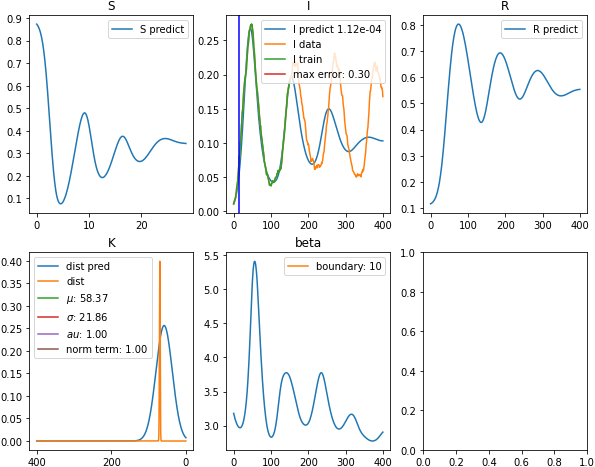 S
I
R
S predict
I predict 1.12e-04
I data
I train
max error: 0.30
R predict
0.9
0.8
0.7
0.6
0.5
0.4
0.3
0.2
0.1
0 10 20
0.25
0.20
0.15
0.10
0.05
0.00
0 100 200 300 400
0.8
0.7
0.6
0.5
0.4
0.3
0.2
0.1
0 100 200 300 400
K
beta
dist pred
dist
μ: 58.37
σ: 21.86
au: 1.00
norm term: 1.00
boundary: 10
0.40
0.35
0.30
0.25
0.20
0.15
0.10
0.05
0.00
400 200 0
5.5
5.0
4.5
4.0
3.5
3.0
0 100 200 300 400
1.0
0.8
0.6
0.4
0.2
0.0
0.0 0.2 0.4 0.6 0.8 1.0